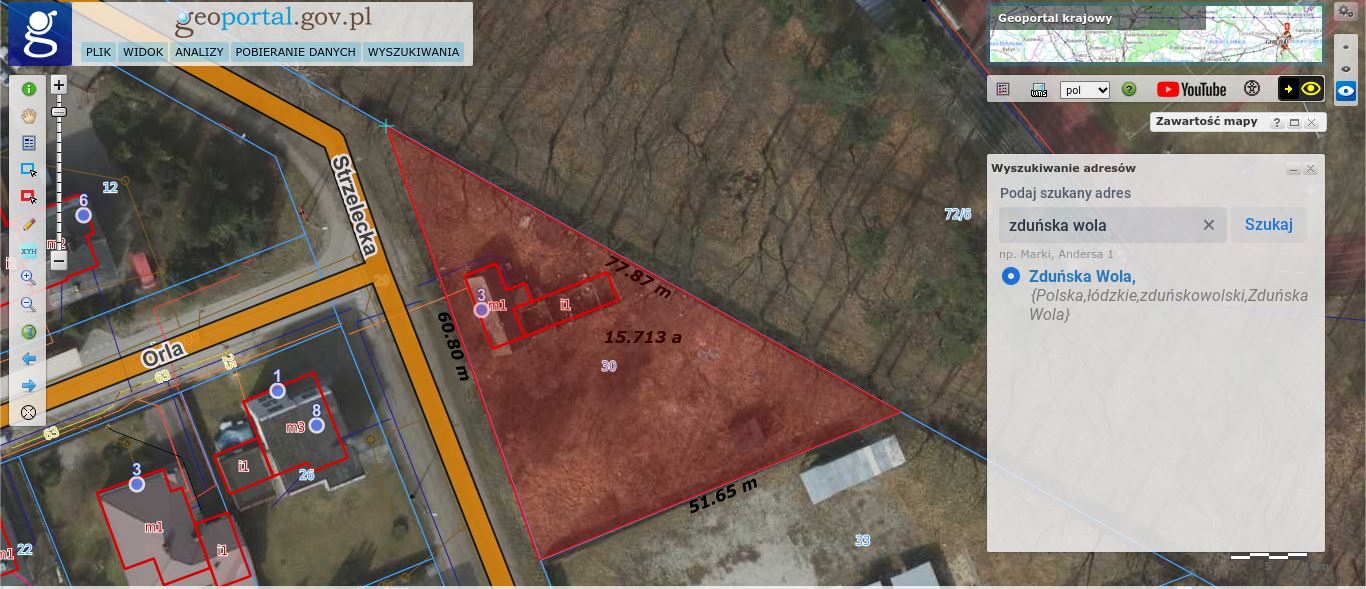 geoportal.gov.pl
PLIK WIDOK ANALIZY POBIERANIE DANYCH WYSZUKIWANIA
Geoportal krajowy
pol
YouTube
Zawartość mapy
Wyszukiwanie adresów
Podaj szukany adres
zduńska wola
Szukaj
np. Marki, Andersa 1
Zduńska Wola,
{Polska,łódzkie,zduńskowolski,Zduńska
Wola}
XYH
12
6
m2
Strzelecka
72/6
77.87 m
3
m1
i1
15.713 a
60.80 m
30
Orla
63
25
1
8
m3
i1
26
63
3
m1
i1
22
m1
51.65 m
33